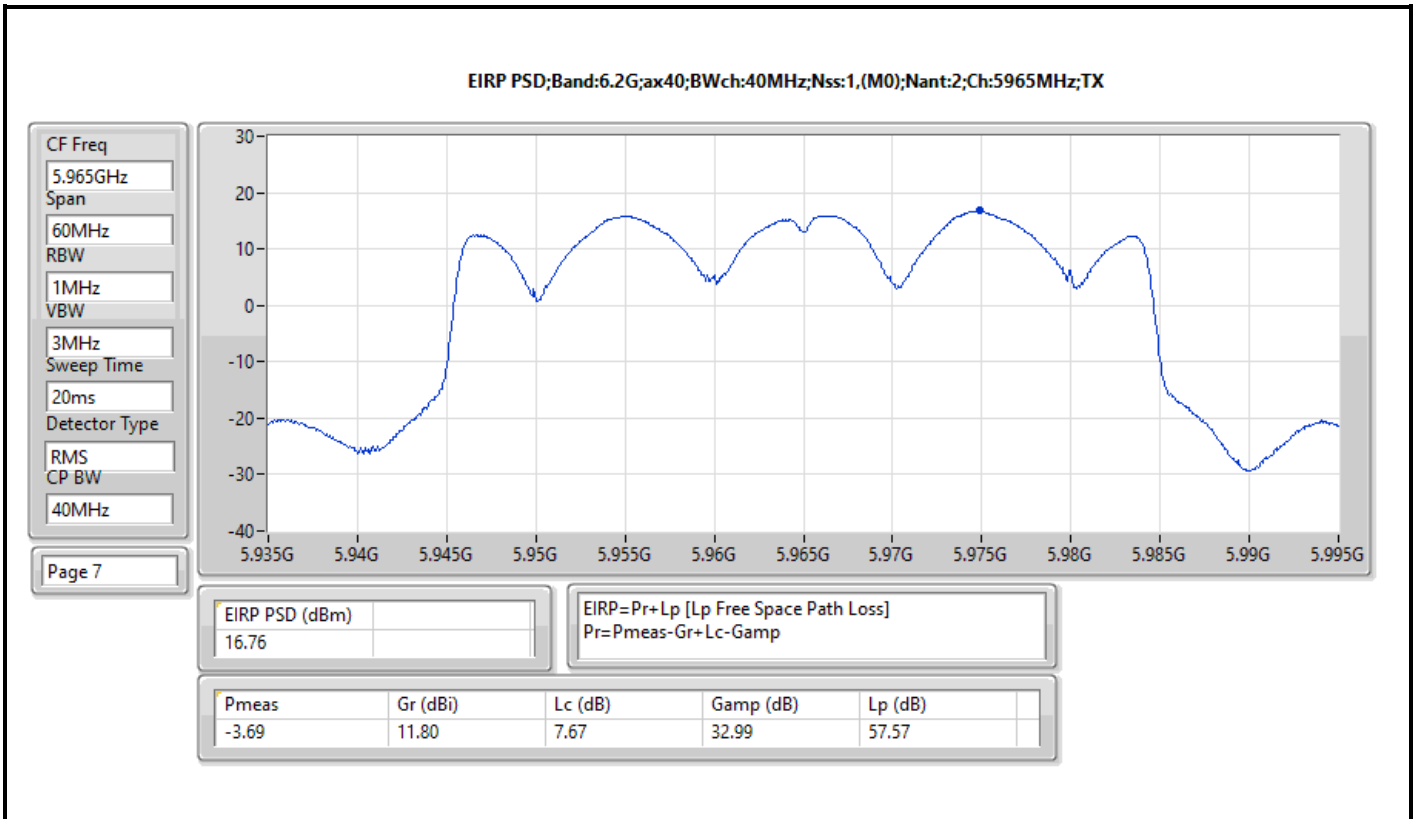 EIRP PSD;Band:6.2G;ax40;BWch:40MHz;Nss:1,(M0);Nant:2;Ch:5965MHz;TX
CF Freq
5.965GHz
Span
60MHz
RBW
1MHz
VBW
3MHz
Sweep Time
20ms
Detector Type
RMS
CP BW
40MHz
Page 7
30
20
10
0
-10
-20
-30
-40
5.935G 5.94G 5.945G 5.95G 5.955G 5.96G 5.965G 5.97G 5.975G 5.98G 5.985G 5.99G 5.995G
EIRP PSD (dBm)
16.76
EIRP=Pr+Lp [Lp Free Space Path Loss]
Pr=Pmeas-Gr+Lc-Gamp
Pmeas Gr (dBi) Lc (dB) Gamp (dB) Lp (dB)
-3.69 11.80 7.67 32.99 57.57